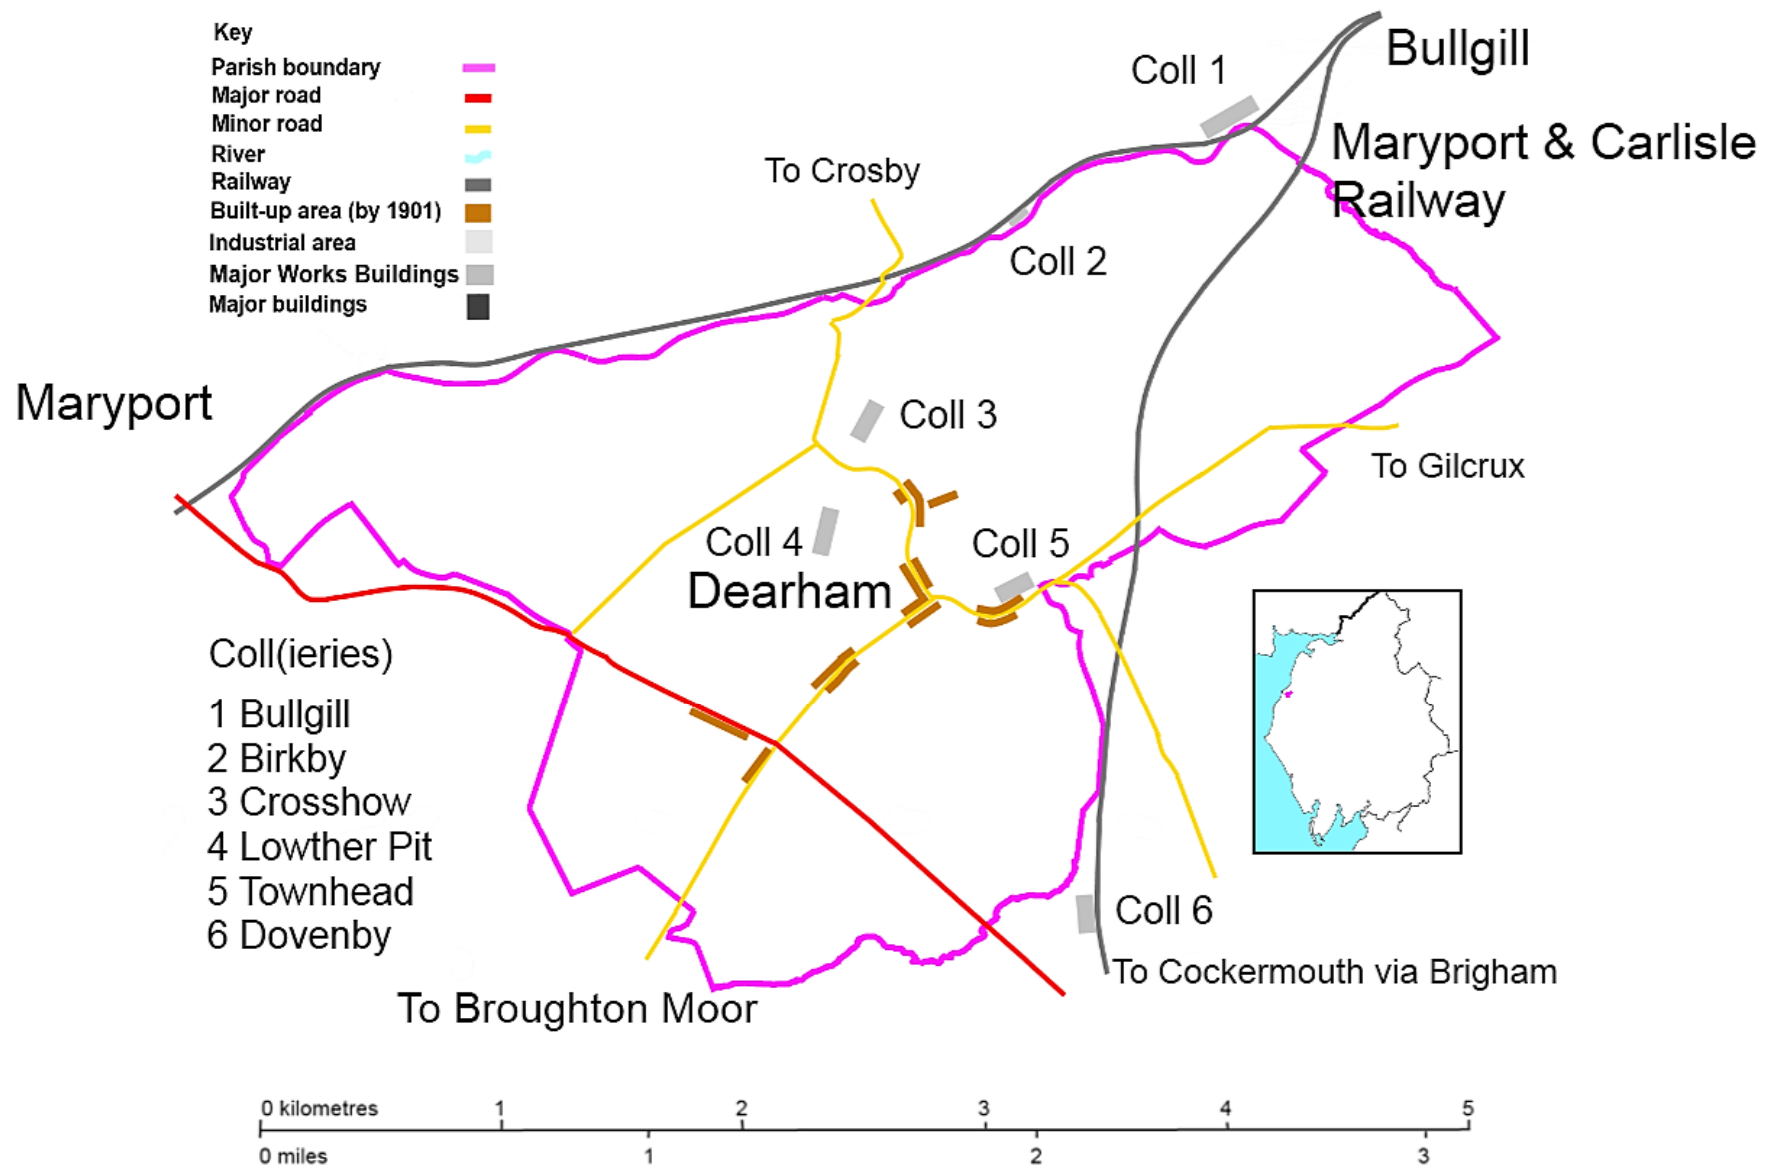 Key
Parish boundary
Major road
Minor road
River
Railway
Built-up area (by 1901)
Industrial area
Major Works Buildings
Major buildings
Bullgill
Coll 1
Maryport & Carlisle
Railway
To Crosby
Coll 2
Maryport
Coll 3
To Gilcrux
Coll 4
Coll 5
Dearham
Coll(ieries)
1 Bullgill
2 Birkby
3 Crosshow
4 Lowther Pit
5 Townhead
6 Dovenby
Coll 6
To Cockermouth via Brigham
To Broughton Moor
0 kilometres 1 2 3 4 5
0 miles 1 2 3